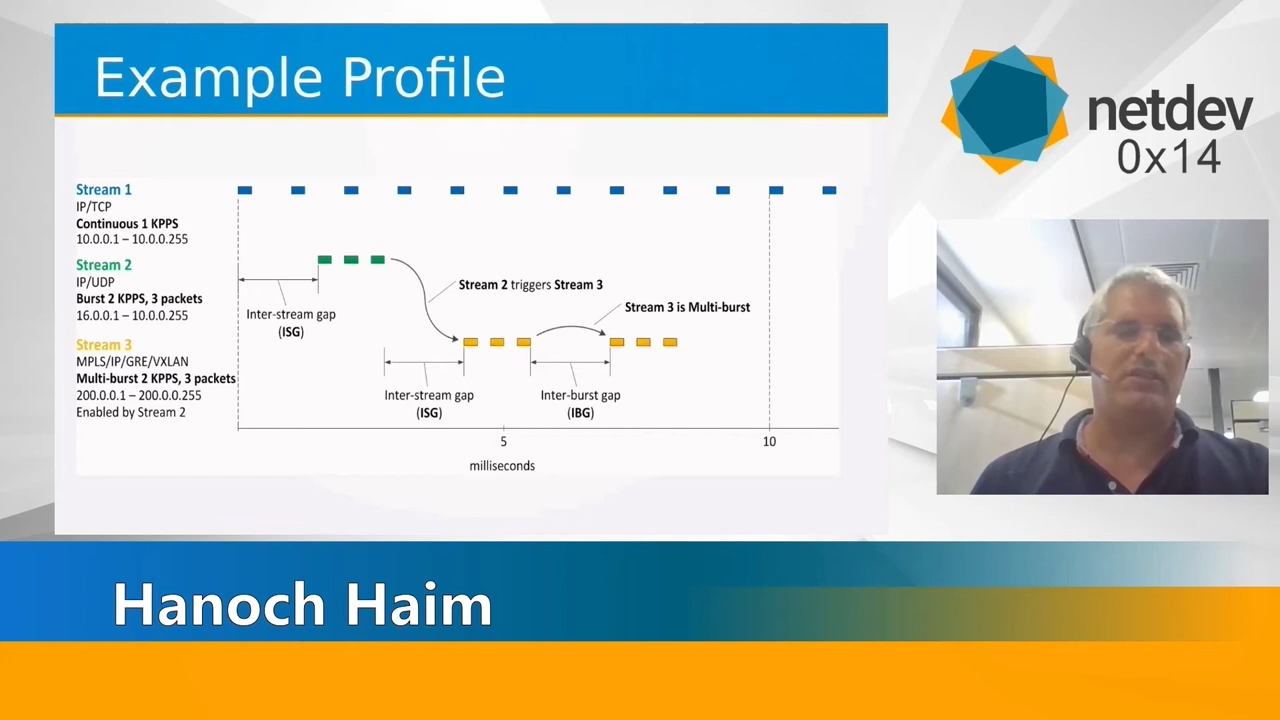 Example Profile
netdev
0x14
Stream 1
IP/TCP
Continuous 1 KPPS
10.0.0.1 – 10.0.0.255
Stream 2
IP/UDP
Burst 2 KPPS, 3 packets
16.0.0.1 – 10.0.0.255
Stream 3
MPLS/IP/GRE/VXLAN
Multi-burst 2 KPPS, 3 packets
200.0.0.1 – 200.0.0.255
Enabled by Stream 2
Inter-stream gap
(ISG)
Stream 2 triggers Stream 3
Stream 3 is Multi-burst
Inter-stream gap
(ISG)
Inter-burst gap
(IBG)
5
10
milliseconds
Hanoch Haim